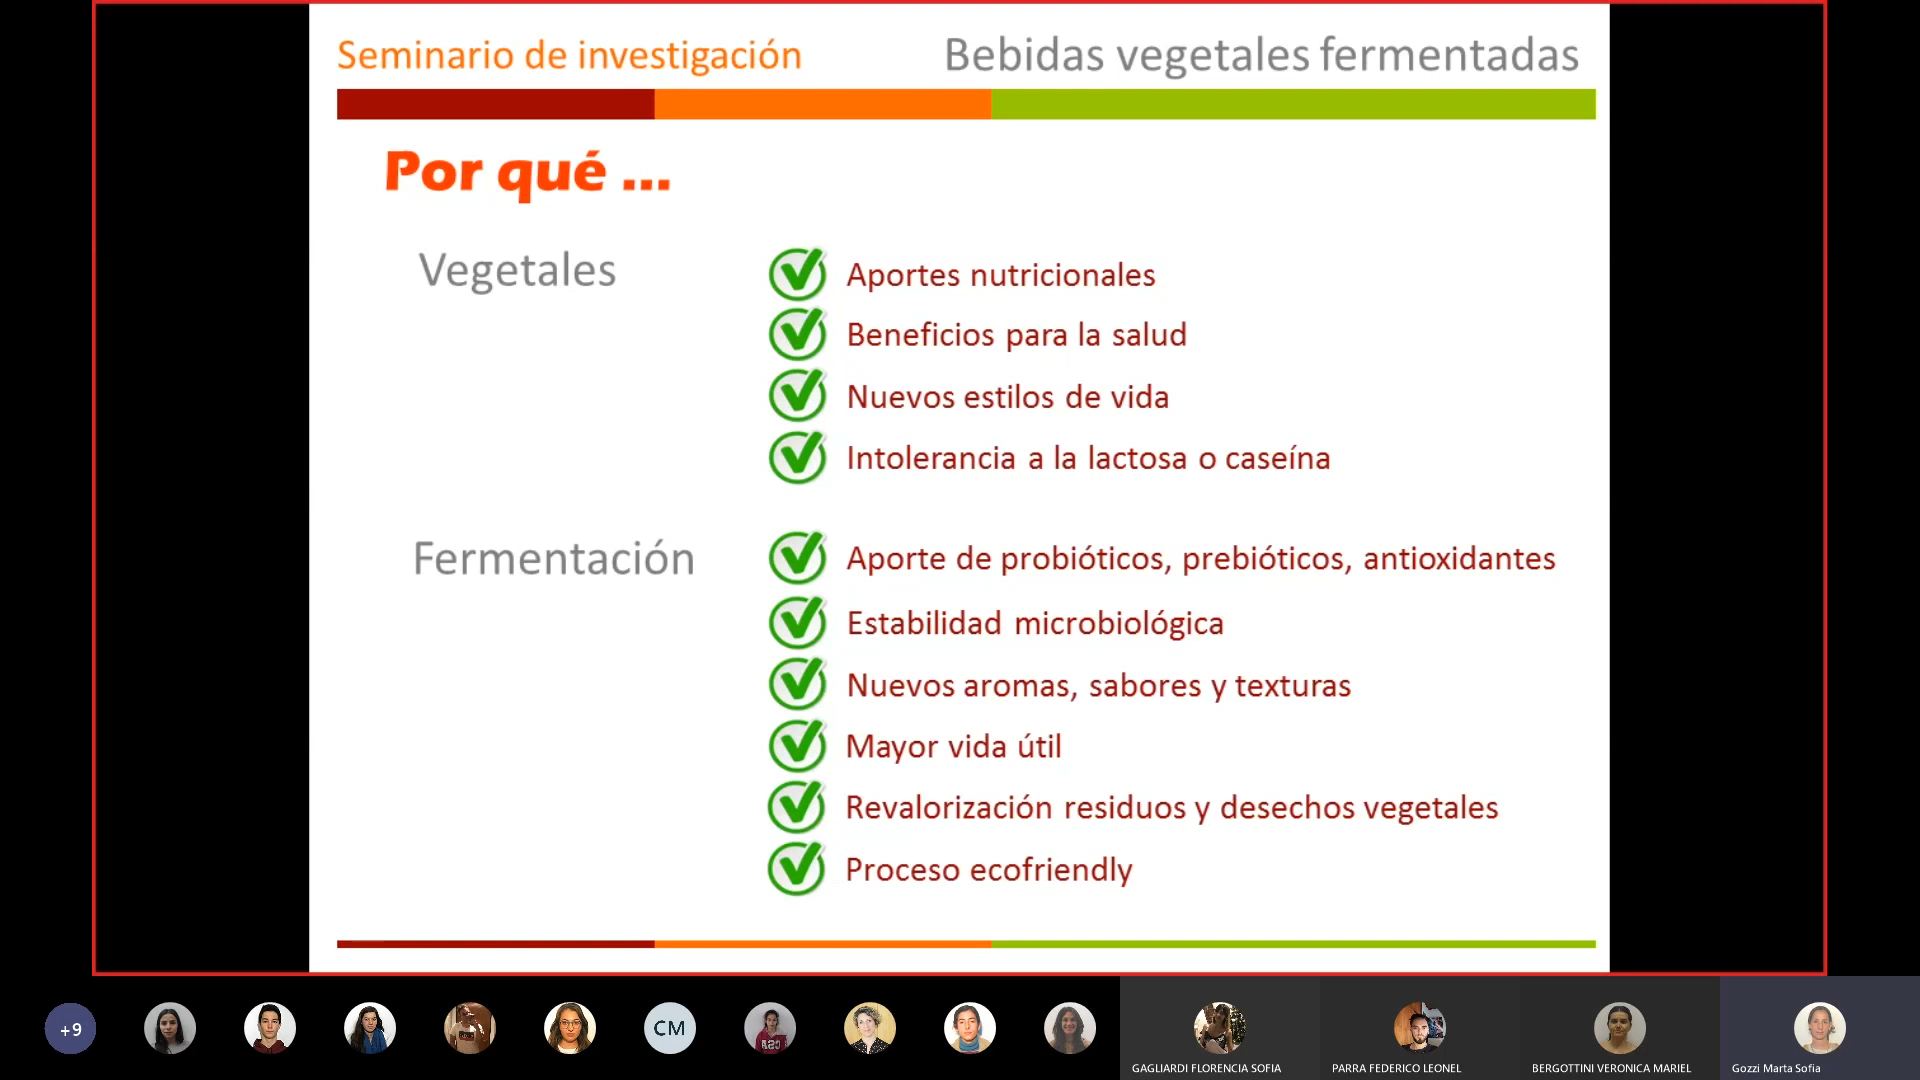 Seminario de investigación
Bebidas vegetales fermentadas
Por qué ...
Vegetales
Aportes nutricionales
Beneficios para la salud
Nuevos estilos de vida
Intolerancia a la lactosa o caseína
Fermentación
Aporte de probióticos, prebióticos, antioxidantes
Estabilidad microbiológica
Nuevos aromas, sabores y texturas
Mayor vida útil
Revalorización residuos y desechos vegetales
Proceso ecofriendly
+9
CM
GAGLIARDI FLORENCIA SOFIA
PARRA FEDERICO LEONEL
BERGOTTINI VERONICA MARIEL
Gozzi Marta Sofia